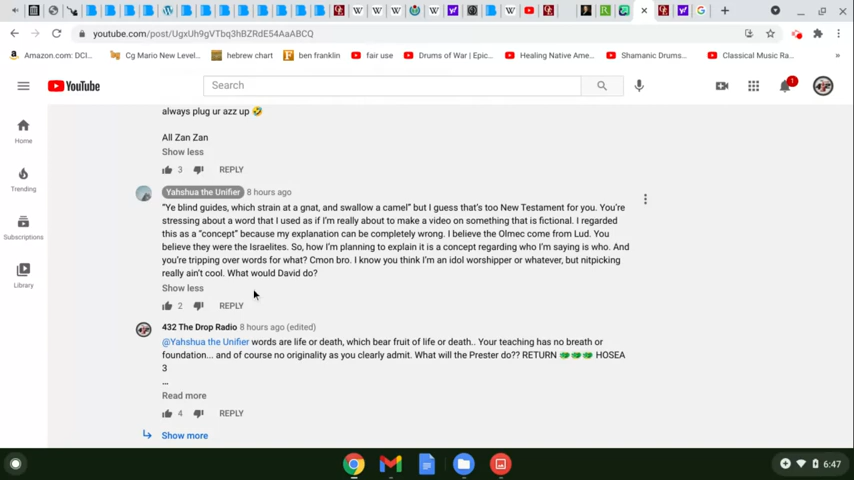 youtube.com/post/UgxUh9gVTbq3hBZRdE54AaABCQ
Amazon.com: DCI...
Cg Mario New Level...
hebrew chart
ben franklin
fair use
Drums of War | Epic...
Healing Native Ame...
Shamanic Drums...
Classical Music Ra...
YouTube
Search
1
Home
Trending
Subscriptions
Library
always plug ur azz up 🤣
All Zan Zan
Show less
3 REPLY
Yahshua the Unifier 8 hours ago
“Ye blind guides, which strain at a gnat, and swallow a camel” but I guess that’s too New Testament for you. You’re
stressing about a word that I used as if I’m really about to make a video on something that is fictional. I regarded
this as a “concept” because my explanation can be completely wrong. I believe the Olmec come from Lud. You
believe they were the Israelites. So, how I’m planning to explain it is a concept regarding who I’m saying is who. And
you’re tripping over words for what? Cmon bro. I know you think I’m an idol worshipper or whatever, but nitpicking
really ain’t cool. What would David do?
Show less
2 REPLY
432 The Drop Radio 8 hours ago (edited)
@Yahshua the Unifier words are life or death, which bear fruit of life or death.. Your teaching has no breath or
foundation... and of course no originality as you clearly admit. What will the Prester do?? RETURN 🐲🐲🐲 HOSEA
3
...
Read more
4 REPLY
Show more
6:47